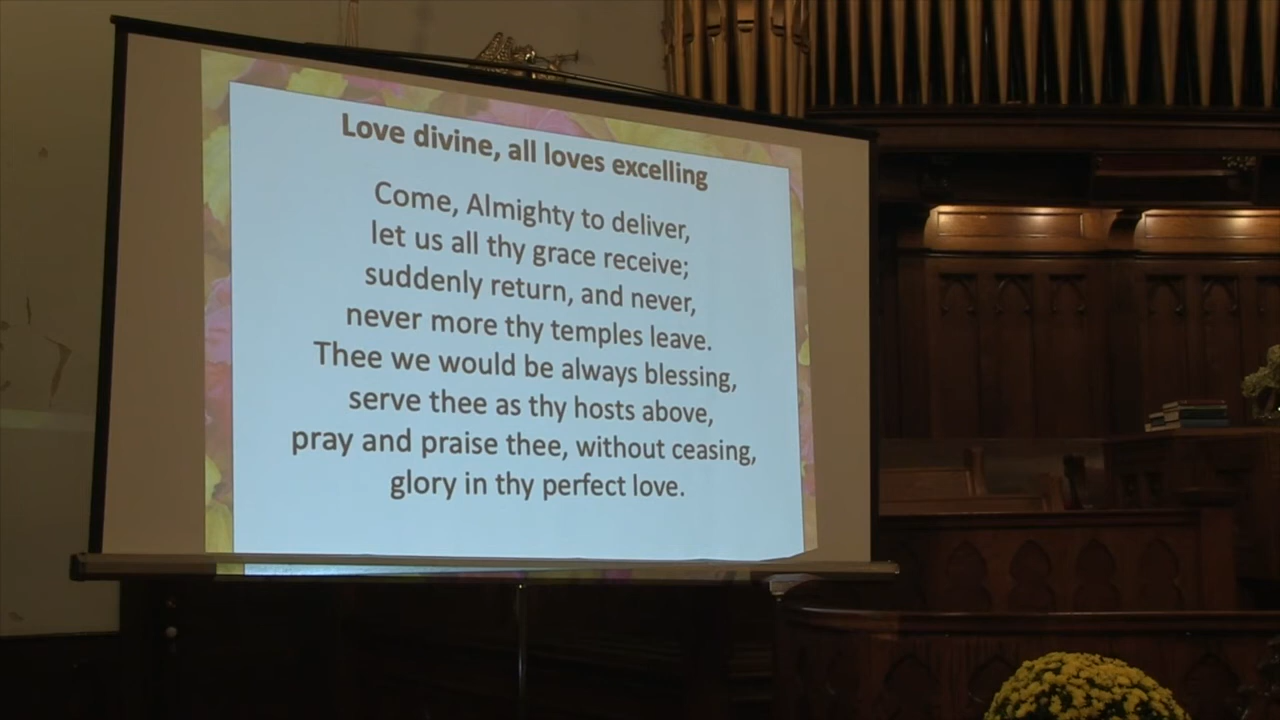 Love divine, all loves excelling
Come, Almighty to deliver,
let us all thy grace receive;
suddenly return, and never,
never more thy temples leave.
Thee we would be always blessing,
serve thee as thy hosts above,
pray and praise thee, without ceasing,
glory in thy perfect love.